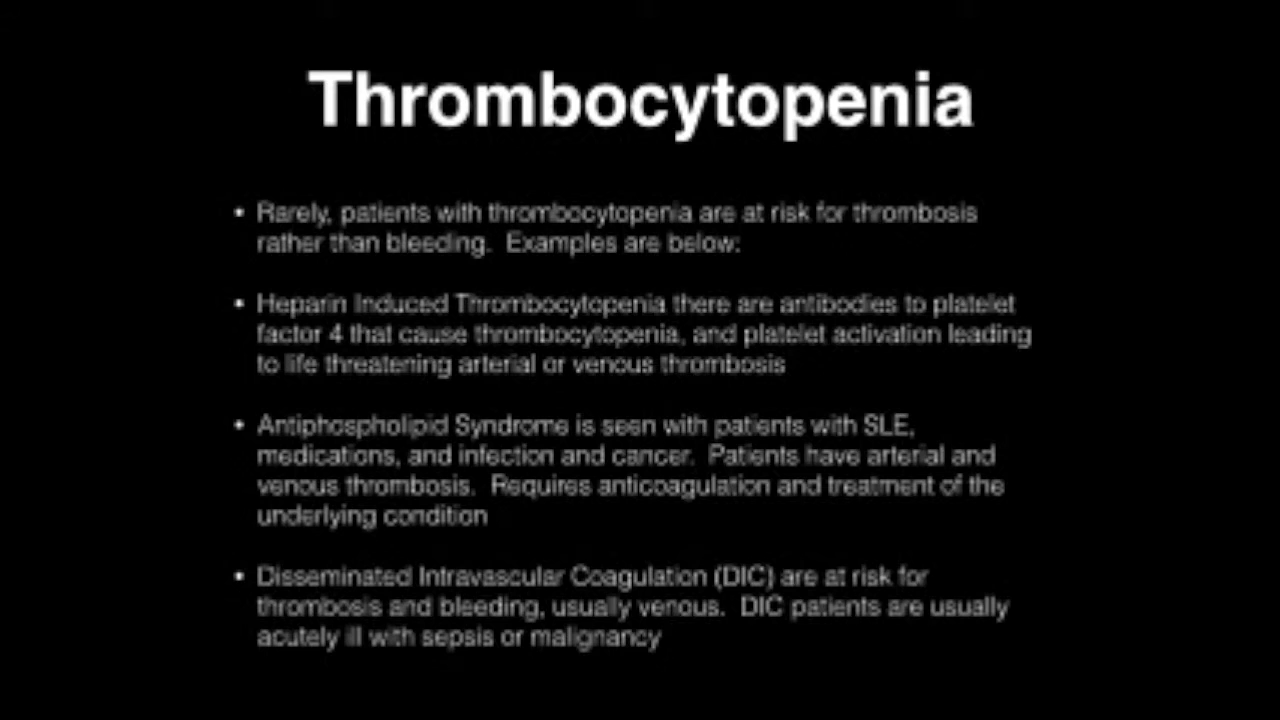 Thrombocytopenia
• Rarely, patients with thrombocytopenia are at risk for thrombosis
rather than bleeding.  Examples are below:
• Heparin Induced Thrombocytopenia there are antibodies to platelet
factor 4 that cause thrombocytopenia, and platelet activation leading
to life threatening arterial or venous thrombosis
• Antiphospholipid Syndrome is seen with patients with SLE,
medications, and infection and cancer.  Patients have arterial and
venous thrombosis.  Requires anticoagulation and treatment of the
underlying condition
• Disseminated Intravascular Coagulation (DIC) are at risk for
thrombosis and bleeding, usually venous.  DIC patients are usually
acutely ill with sepsis or malignancy